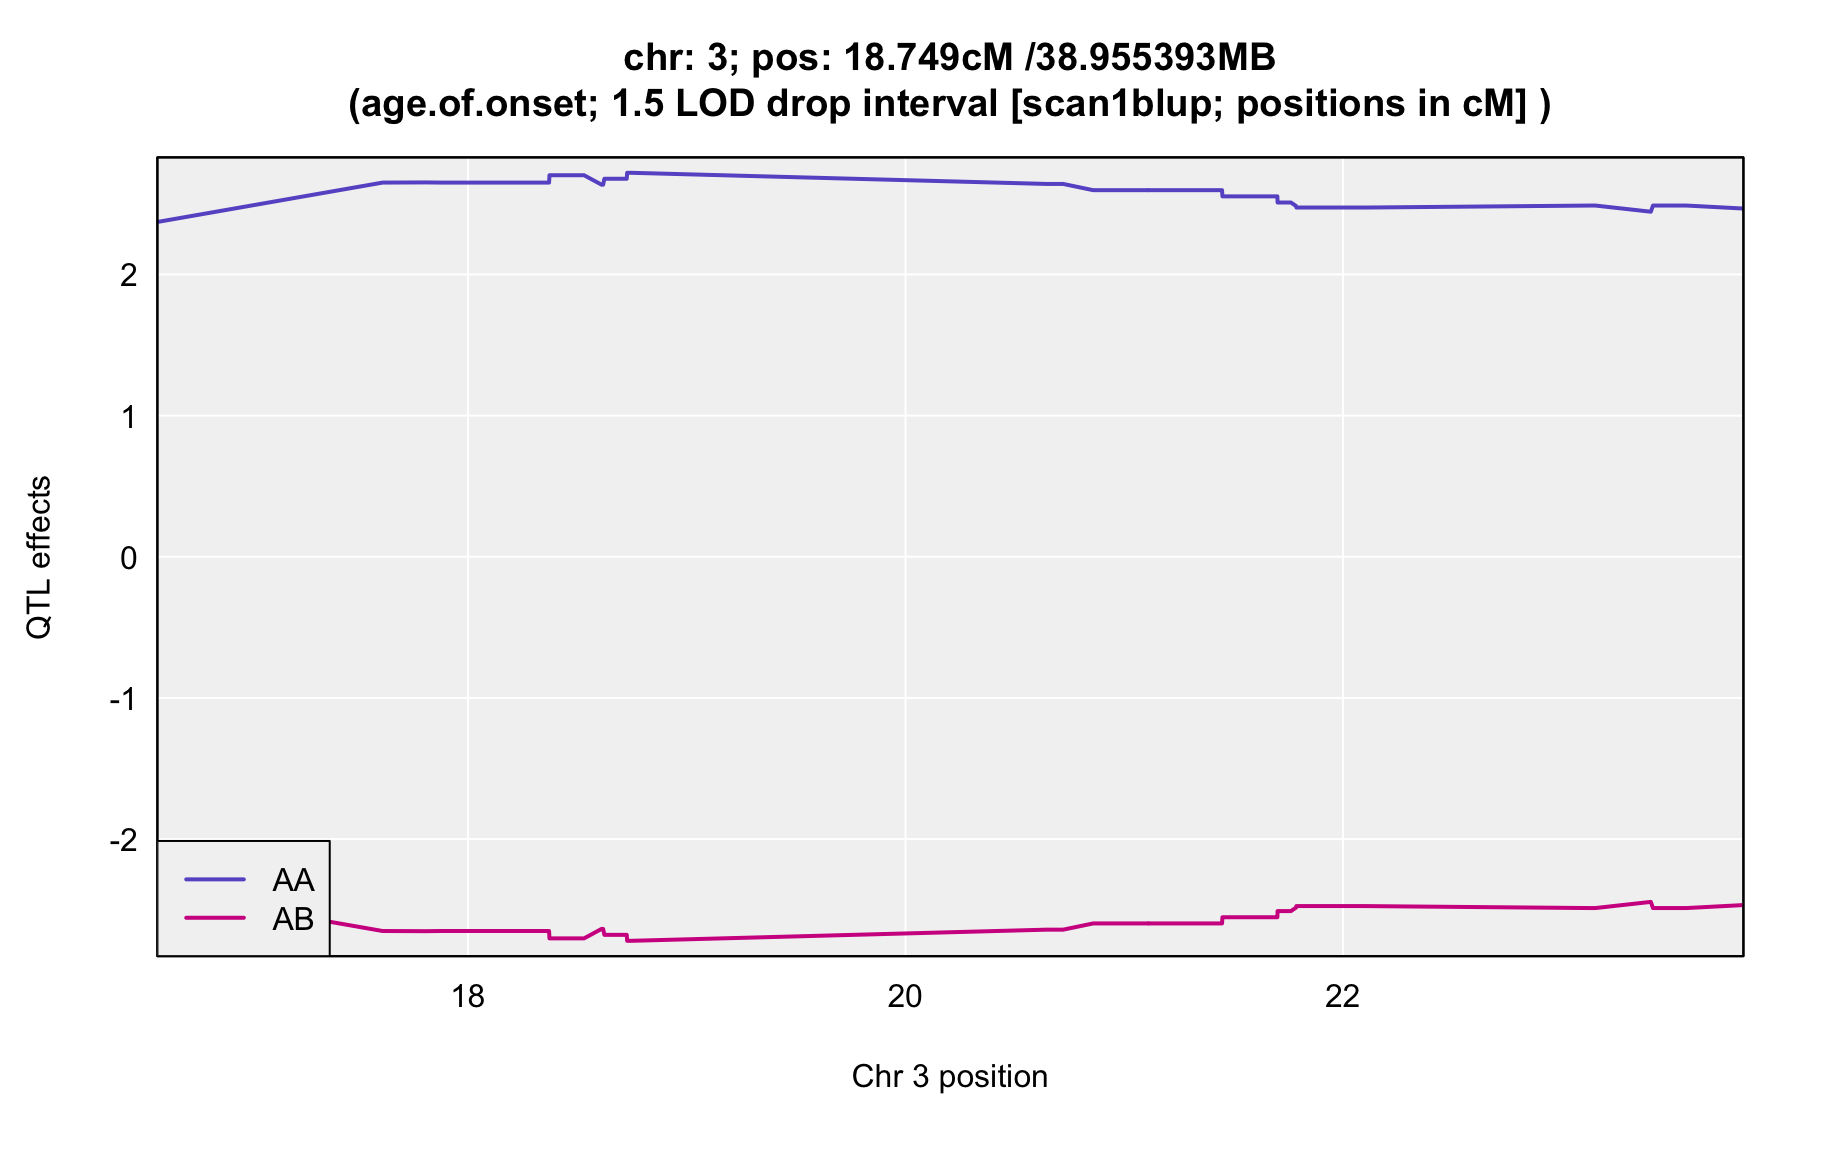 chr: 3; pos: 18.749cM /38.955393MB
(age.of.onset; 1.5 LOD drop interval [scan1blup; positions in cM] )
QTL effects
2
1
0
-1
-2
AA
AB
18 20 22
Chr 3 position